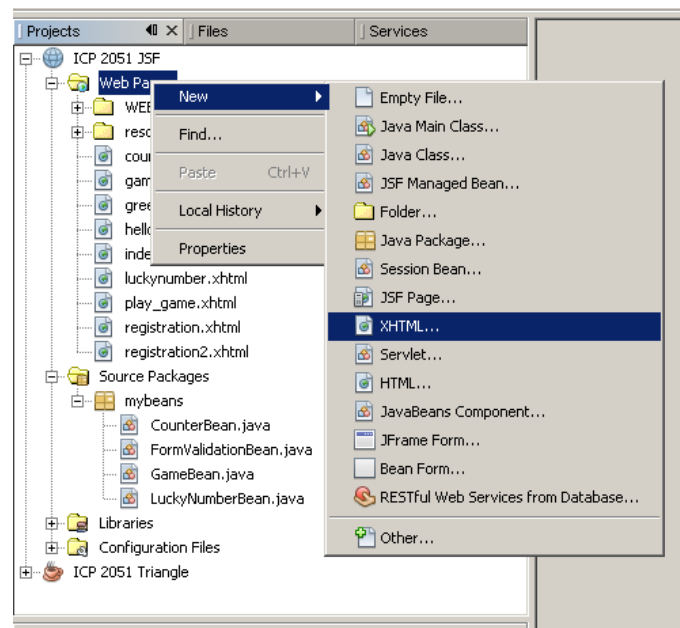 Projects
Files
Services
ICP 2051 JSF
Web Pa
WE
reso
cou
gam
gree
hello
inde
luckynumber.xhtml
play_game.xhtml
registration.xhtml
registration2.xhtml
Source Packages
mybeans
CounterBean.java
FormValidationBean.java
GameBean.java
LuckyNumberBean.java
Libraries
Configuration Files
ICP 2051 Triangle
New
Find...
Paste Ctrl+V
Local History
Properties
Empty File...
Java Main Class...
Java Class...
JSF Managed Bean...
Folder...
Java Package...
Session Bean...
JSF Page...
XHTML...
Servlet...
HTML...
JavaBeans Component...
JFrame Form...
Bean Form...
RESTful Web Services from Database...
Other...